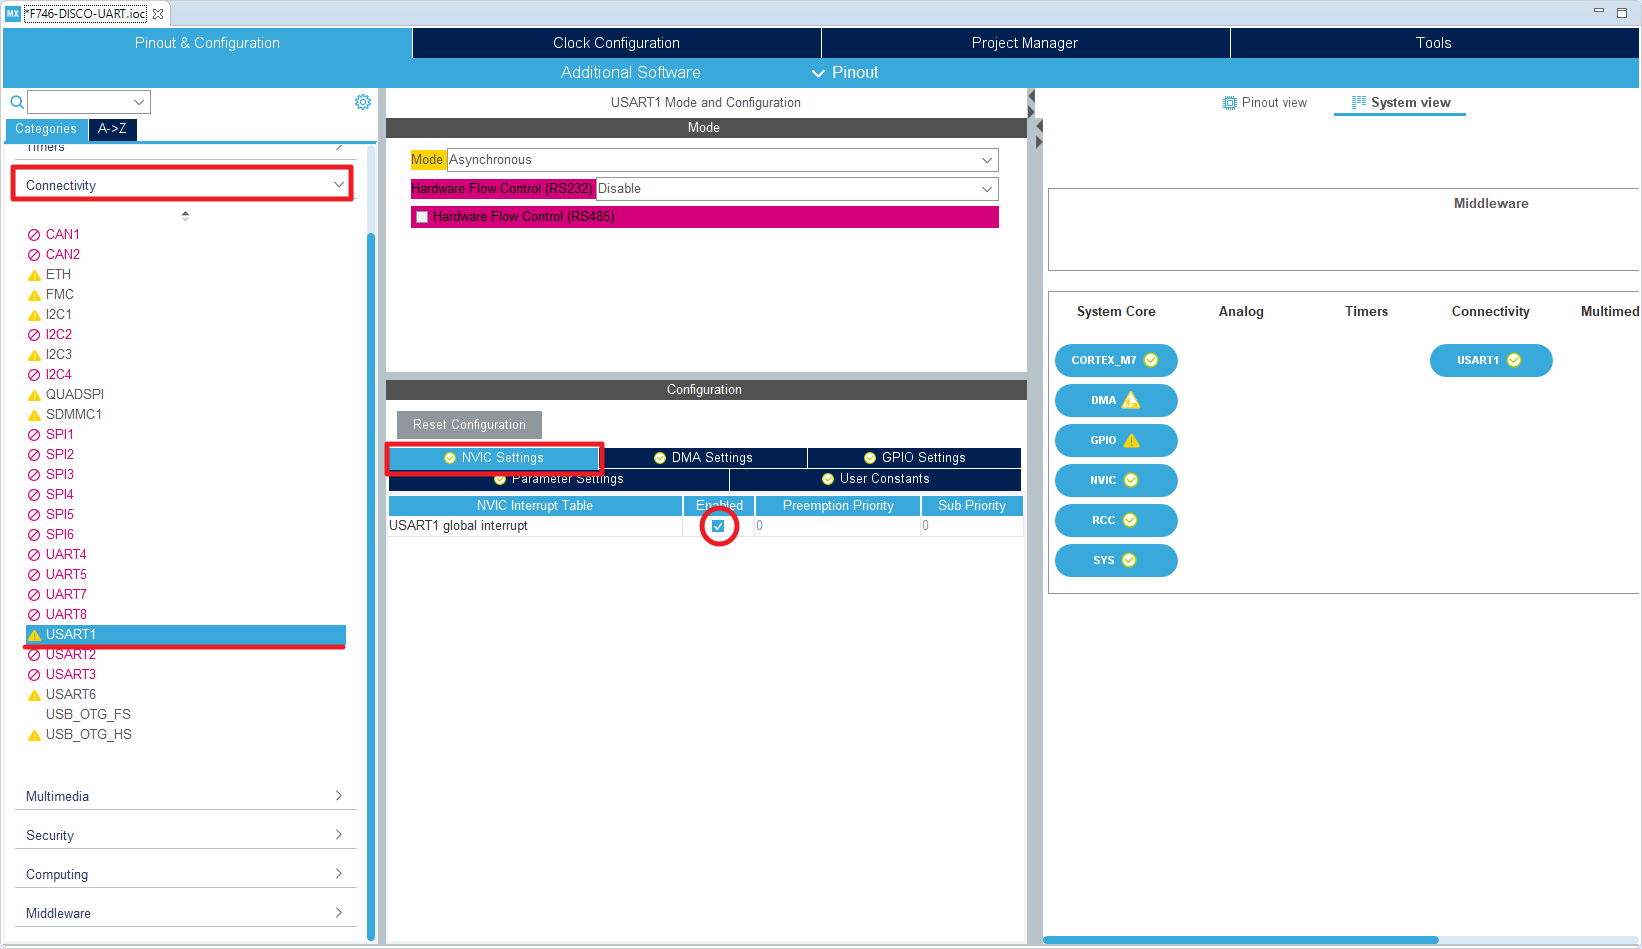 MX *F746-DISCO-UART.ioc
Pinout & Configuration
Clock Configuration
Project Manager
Tools
Additional Software
Pinout
Categories
A->Z
Timers
Connectivity
CAN1
CAN2
ETH
FMC
I2C1
I2C2
I2C3
I2C4
QUADSPI
SDMMC1
SPI1
SPI2
SPI3
SPI4
SPI5
SPI6
UART4
UART5
UART7
UART8
USART1
USART2
USART3
USART6
USB_OTG_FS
USB_OTG_HS
Multimedia
Security
Computing
Middleware
USART1 Mode and Configuration
Mode
Mode Asynchronous
Hardware Flow Control (RS232) Disable
Hardware Flow Control (RS485)
Configuration
Reset Configuration
NVIC Settings
DMA Settings
GPIO Settings
Parameter Settings
User Constants
NVIC Interrupt Table Enabled Preemption Priority Sub Priority
USART1 global interrupt 0 0
Pinout view
System view
Middleware
System Core Analog Timers Connectivity Multimed
CORTEX_M7
USART1
DMA
GPIO
NVIC
RCC
SYS